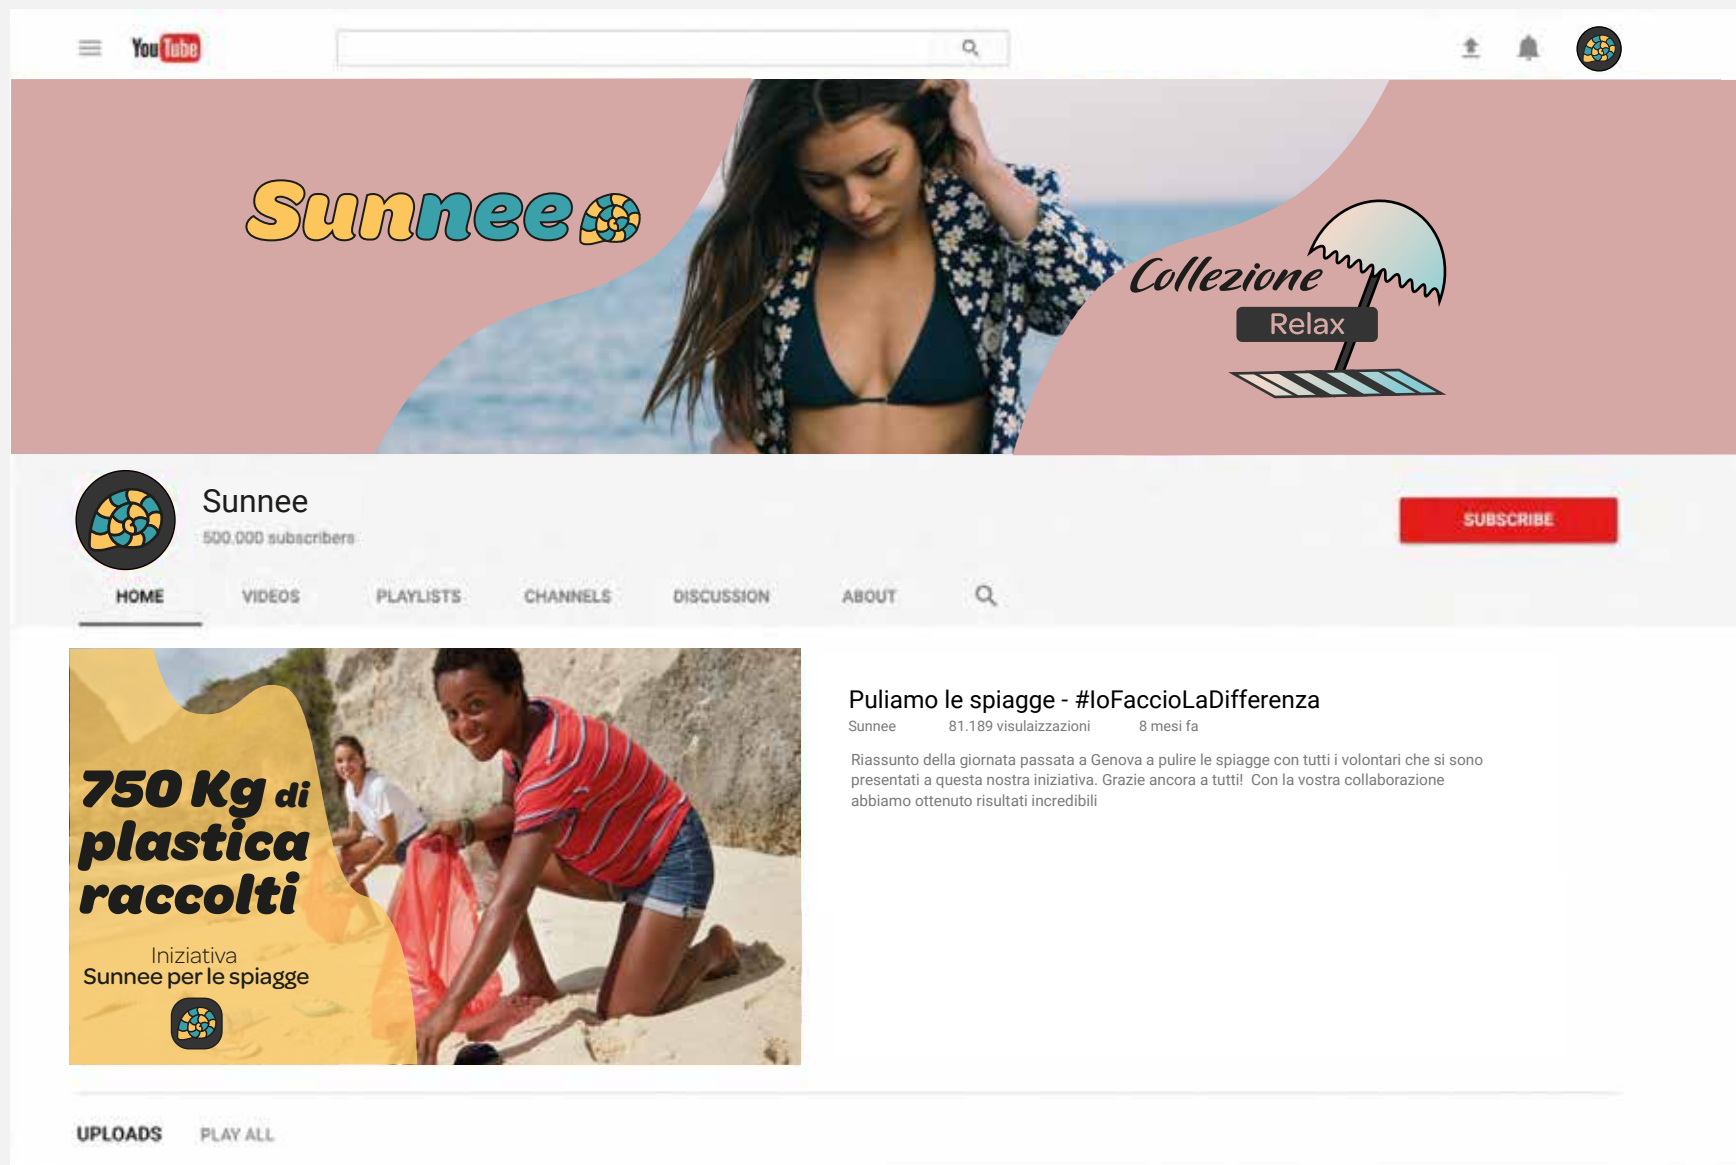 YouTube
Sunnee
Collezione
Relax
Sunnee
500.000 subscribers
SUBSCRIBE
HOME VIDEOS PLAYLISTS CHANNELS DISCUSSION ABOUT
750 Kg di
plastica
raccolti
Iniziativa
Sunnee per le spiagge
Puliamo le spiagge - #IoFaccioLaDifferenza
Sunnee 81.189 visulaizzazioni 8 mesi fa
Riassunto della giornata passata a Genova a pulire le spiagge con tutti i volontari che si sono
presentati a questa nostra iniziativa. Grazie ancora a tutti! Con la vostra collaborazione
abbiamo ottenuto risultati incredibili
UPLOADS PLAY ALL